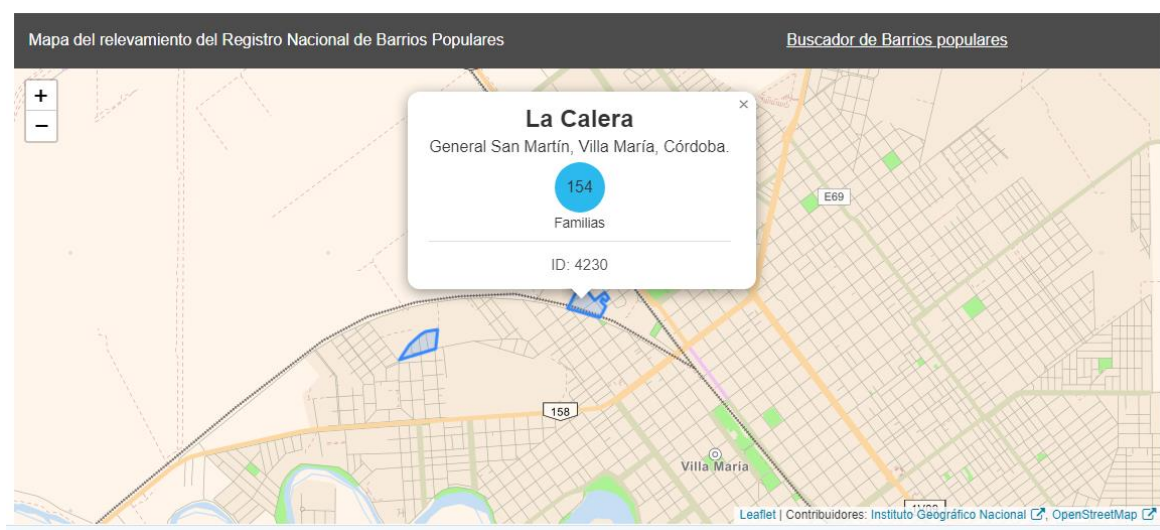 Mapa del relevamiento del Registro Nacional de Barrios Populares
Buscador de Barrios populares
+
−
×
La Calera
General San Martín, Villa María, Córdoba.
154
Familias
ID: 4230
E69
158
Villa María
Leaflet | Contribuidores: Instituto Geográfico Nacional, OpenStreetMap